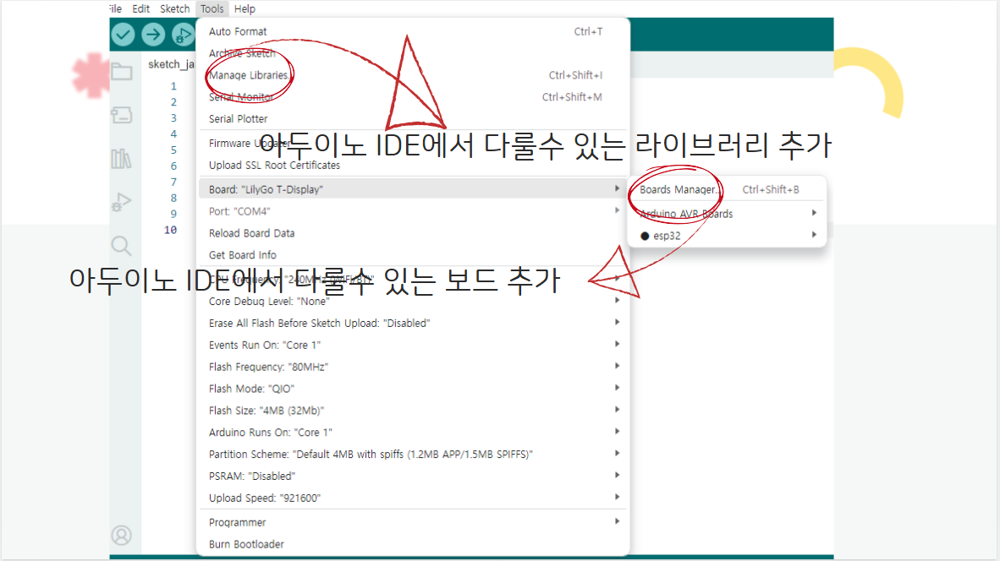 File Edit Sketch Tools Help
Auto Format Ctrl+T
Archive Sketch
sketch_ja
Manage Libraries... Ctrl+Shift+I
Serial Monitor Ctrl+Shift+M
Serial Plotter
1
2
3
4
5
6
7
8
9
10
Firmware Updater
아두이노 IDE에서 다룰수 있는 라이브러리 추가
Upload SSL Root Certificates
Board: "LilyGo T-Display"
Boards Manager... Ctrl+Shift+B
Port: "COM4"
Arduino AVR Boards
Reload Board Data
esp32
Get Board Info
CPU Frequency: "240MHz (WiFi/BT)"
아두이노 IDE에서 다룰수 있는 보드 추가
Core Debug Level: "None"
Erase All Flash Before Sketch Upload: "Disabled"
Events Run On: "Core 1"
Flash Frequency: "80MHz"
Flash Mode: "QIO"
Flash Size: "4MB (32Mb)"
Arduino Runs On: "Core 1"
Partition Scheme: "Default 4MB with spiffs (1.2MB APP/1.5MB SPIFFS)"
PSRAM: "Disabled"
Upload Speed: "921600"
Programmer
Burn Bootloader